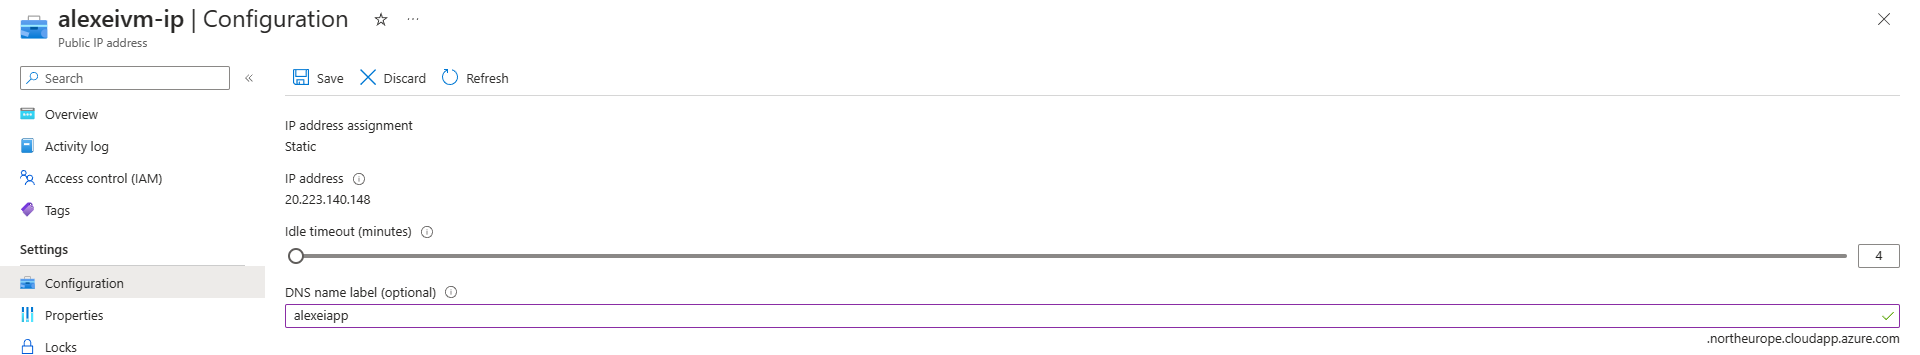 alexeivm-ip | Configuration
Public IP address
Search
Overview
Activity log
Access control (IAM)
Tags
Settings
Configuration
Properties
Locks
Save Discard Refresh
IP address assignment
Static
IP address
20.223.140.148
Idle timeout (minutes)
4
DNS name label (optional)
alexeiapp
.northeurope.cloudapp.azure.com